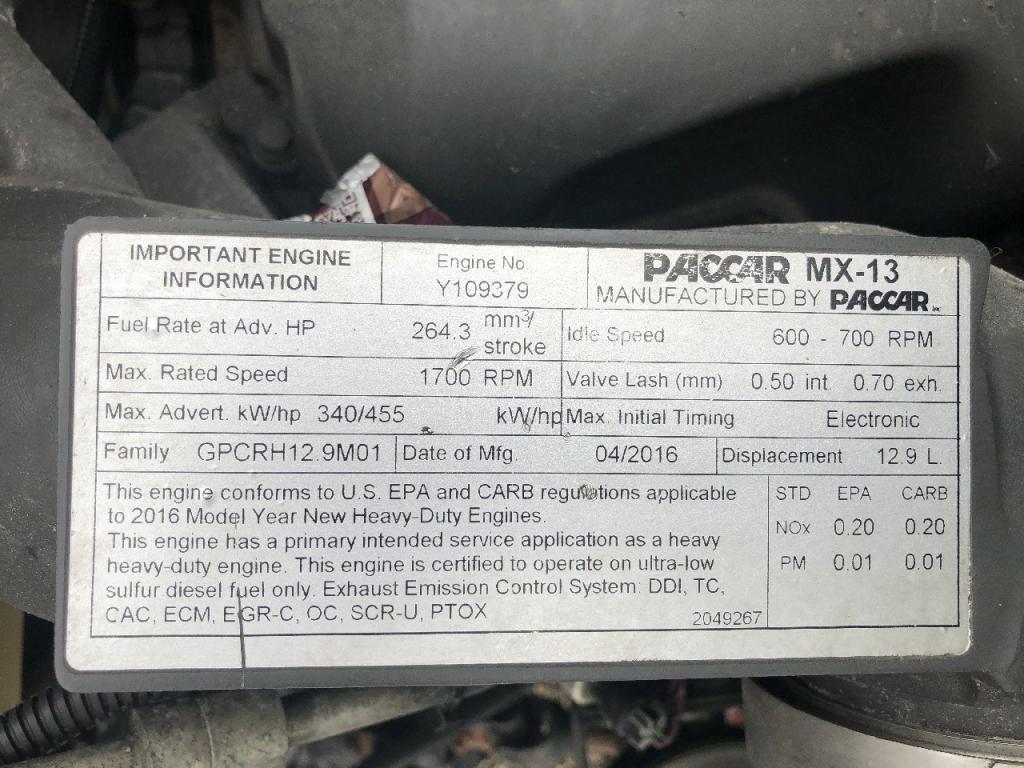 IMPORTANT ENGINE
INFORMATION
Engine No
Y109379
PACCAR MX-13
MANUFACTURED BY PACCAR
Fuel Rate at Adv. HP 264.3 mm³/
stroke
Idle Speed 600 - 700 RPM
Max. Rated Speed 1700 RPM
Valve Lash (mm) 0.50 int. 0.70 exh.
Max. Advert. kW/hp 340/455 kW/hp
Max. Initial Timing Electronic
Family GPCRH12.9M01
Date of Mfg. 04/2016
Displacement 12.9 L.
This engine conforms to U.S. EPA and CARB regulations applicable
to 2016 Model Year New Heavy-Duty Engines.
This engine has a primary intended service application as a heavy
heavy-duty engine. This engine is certified to operate on ultra-low
sulfur diesel fuel only. Exhaust Emission Control System: DDI, TC,
CAC, ECM, EGR-C, OC, SCR-U, PTOX
2049267
STD EPA CARB
NOx 0.20 0.20
PM 0.01 0.01